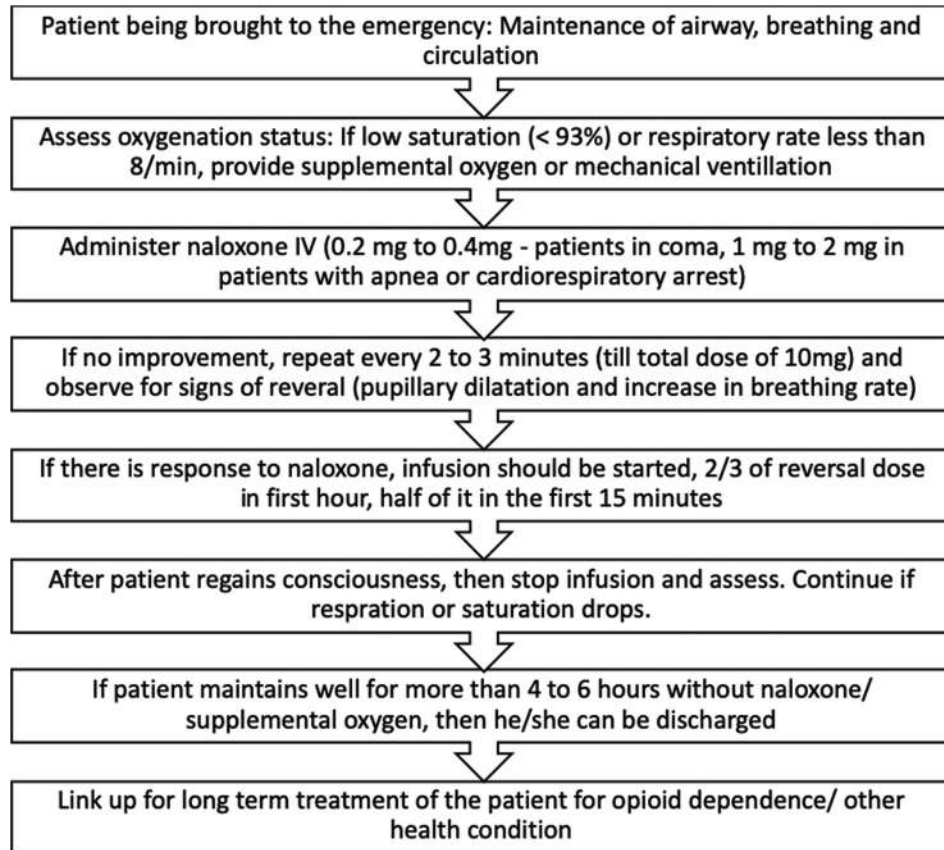 Patient being brought to the emergency: Maintenance of airway, breathing and
circulation
Assess oxygenation status: If low saturation (< 93%) or respiratory rate less than
8/min, provide supplemental oxygen or mechanical ventillation
Administer naloxone IV (0.2 mg to 0.4mg - patients in coma, 1 mg to 2 mg in
patients with apnea or cardiorespiratory arrest)
If no improvement, repeat every 2 to 3 minutes (till total dose of 10mg) and
observe for signs of reveral (pupillary dilatation and increase in breathing rate)
If there is response to naloxone, infusion should be started, 2/3 of reversal dose
in first hour, half of it in the first 15 minutes
After patient regains consciousness, then stop infusion and assess. Continue if
respration or saturation drops.
If patient maintains well for more than 4 to 6 hours without naloxone/
supplemental oxygen, then he/she can be discharged
Link up for long term treatment of the patient for opioid dependence/ other
health condition